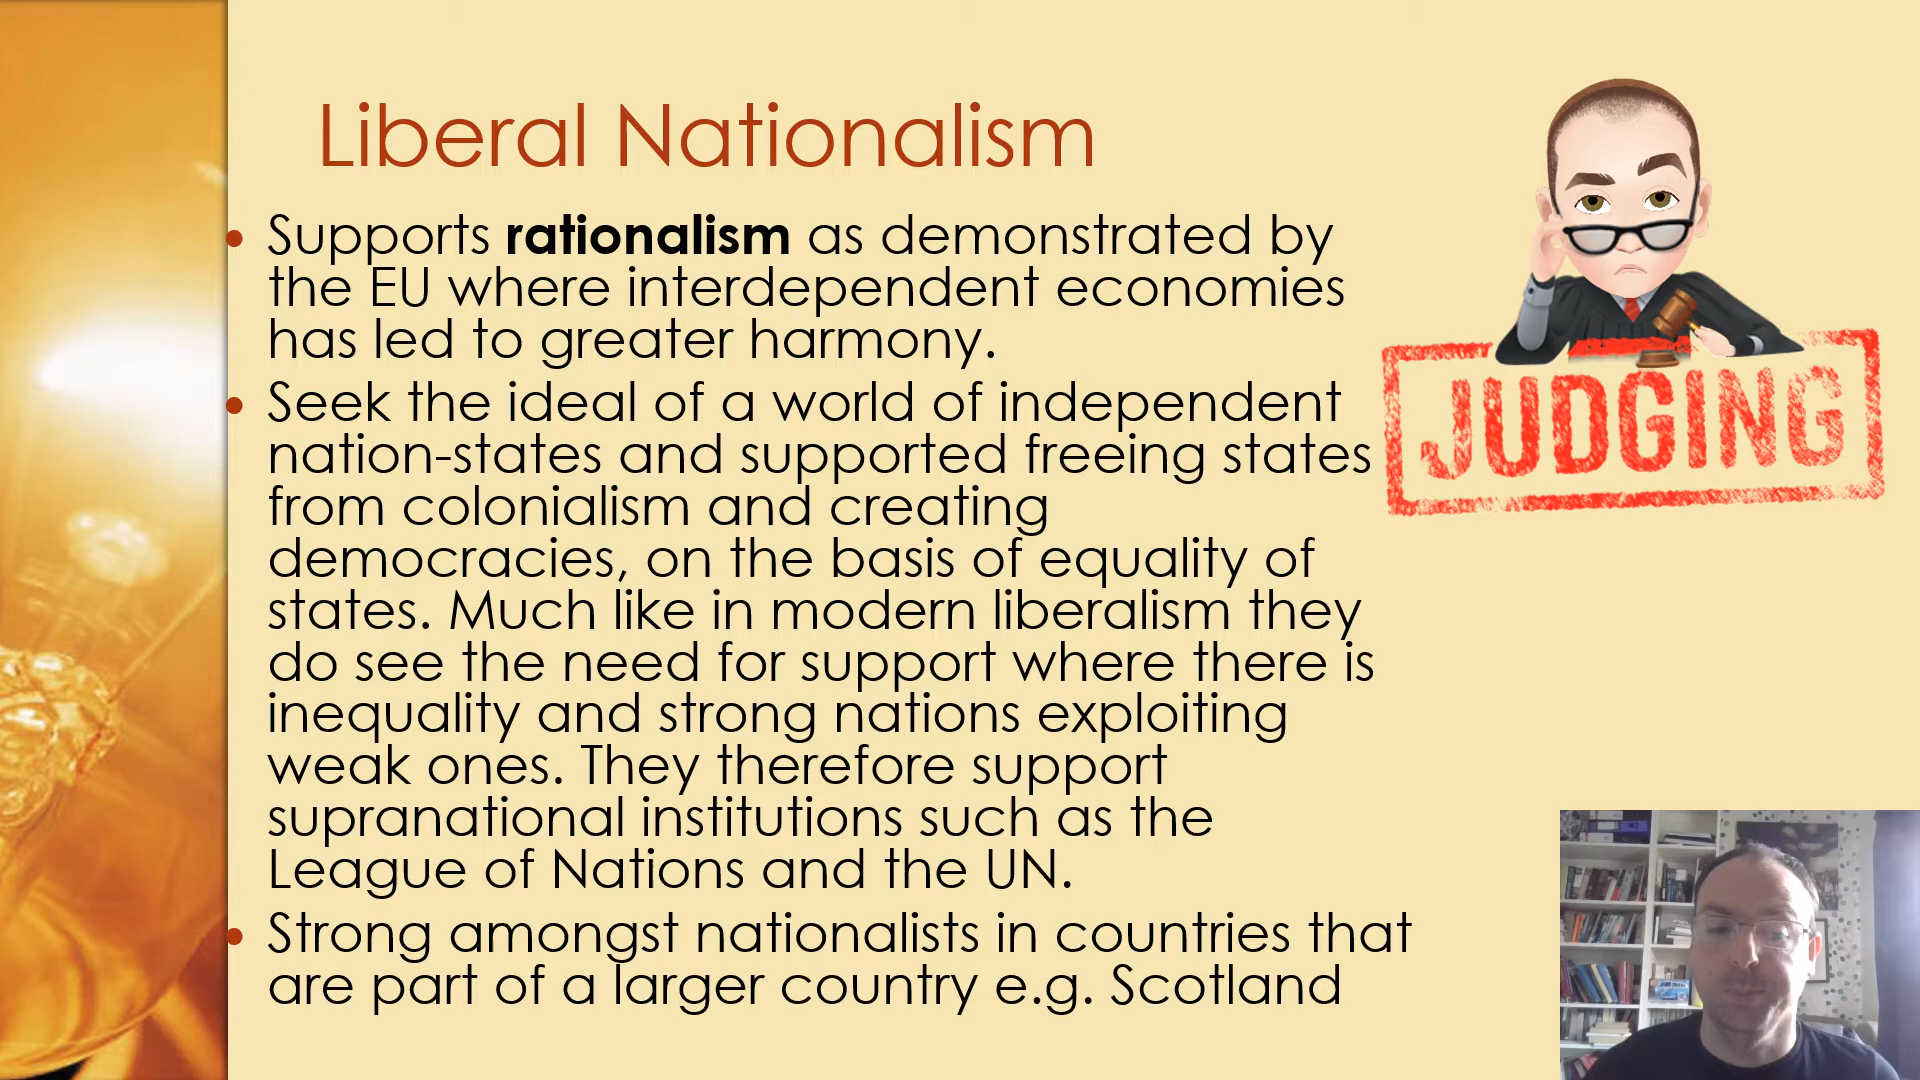 Liberal Nationalism
Supports rationalism as demonstrated by
the EU where interdependent economies
has led to greater harmony.
Seek the ideal of a world of independent
nation-states and supported freeing states
from colonialism and creating
democracies, on the basis of equality of
states. Much like in modern liberalism they
do see the need for support where there is
inequality and strong nations exploiting
weak ones. They therefore support
supranational institutions such as the
League of Nations and the UN.
Strong amongst nationalists in countries that
are part of a larger country e.g. Scotland
JUDGING